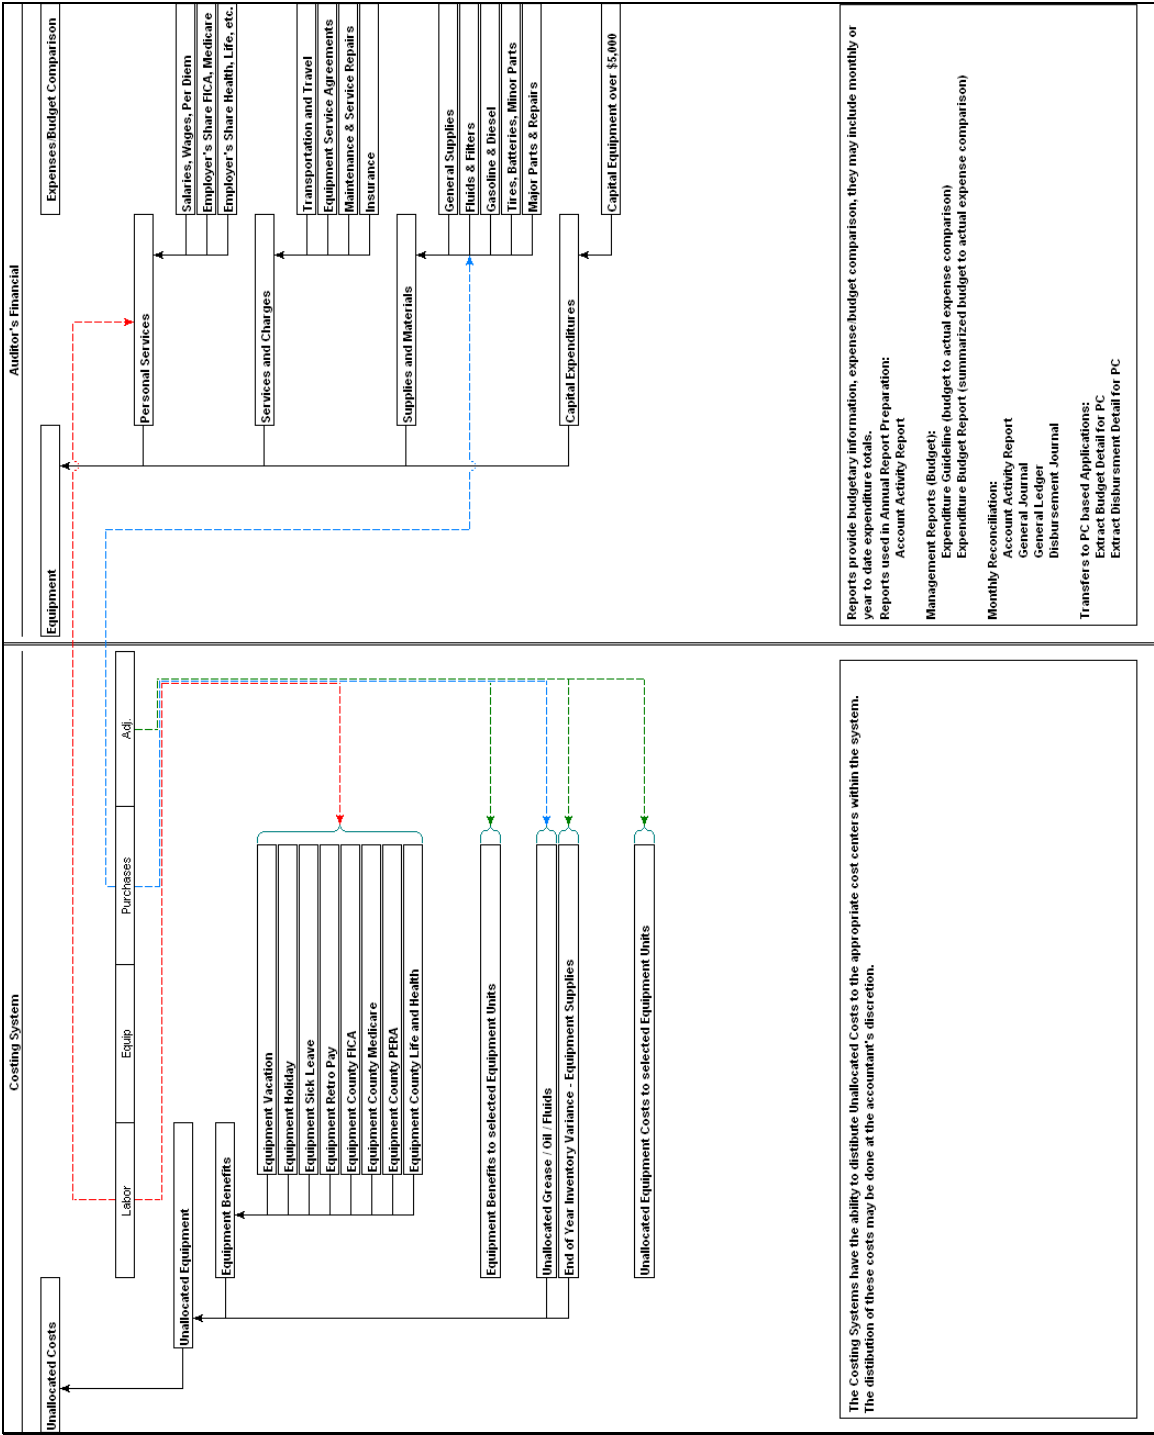 Costing System
Auditor's Financial
Unallocated Costs
Equipment
Expenses/Budget Comparison
Labor
Equip
Purchases
Adj.
Unallocated Equipment
Equipment Benefits
Equipment Vacation
Equipment Holiday
Equipment Sick Leave
Equipment Retro Pay
Equipment County FICA
Equipment County Medicare
Equipment County PERA
Equipment County Life and Health
Equipment Benefits to selected Equipment Units
Unallocated Grease / Oil / Fluids
End of Year Inventory Variance - Equipment Supplies
Unallocated Equipment Costs to selected Equipment Units
Personal Services
Salaries, Wages, Per Diem
Employer's Share FICA, Medicare
Employer's Share Health, Life, etc.
Services and Charges
Transportation and Travel
Equipment Service Agreements
Maintenance & Service Repairs
Insurance
Supplies and Materials
General Supplies
Fluids & Filters
Gasoline & Diesel
Tires, Batteries, Minor Parts
Major Parts & Repairs
Capital Expenditures
Capital Equipment over $5,000
The Costing Systems have the ability to distibute Unallocated Costs to the appropriate cost centers within the system.
The distibution of these costs may be done at the accountant's discretion.
Reports provide budgetary information, expense/budget comparison, they may include monthly or
year to date expenditure totals.
Reports used in Annual Report Preparation:
Account Activity Report
Management Reports (Budget):
Expenditure Guideline (budget to actual expense comparison)
Expenditure Budget Report (summarized budget to actual expense comparison)
Monthly Reconciliation:
Account Activity Report
General Journal
General Ledger
Disbursement Journal
Transfers to PC based Applications:
Extract Budget Detail for PC
Extract Disbursment Detail for PC